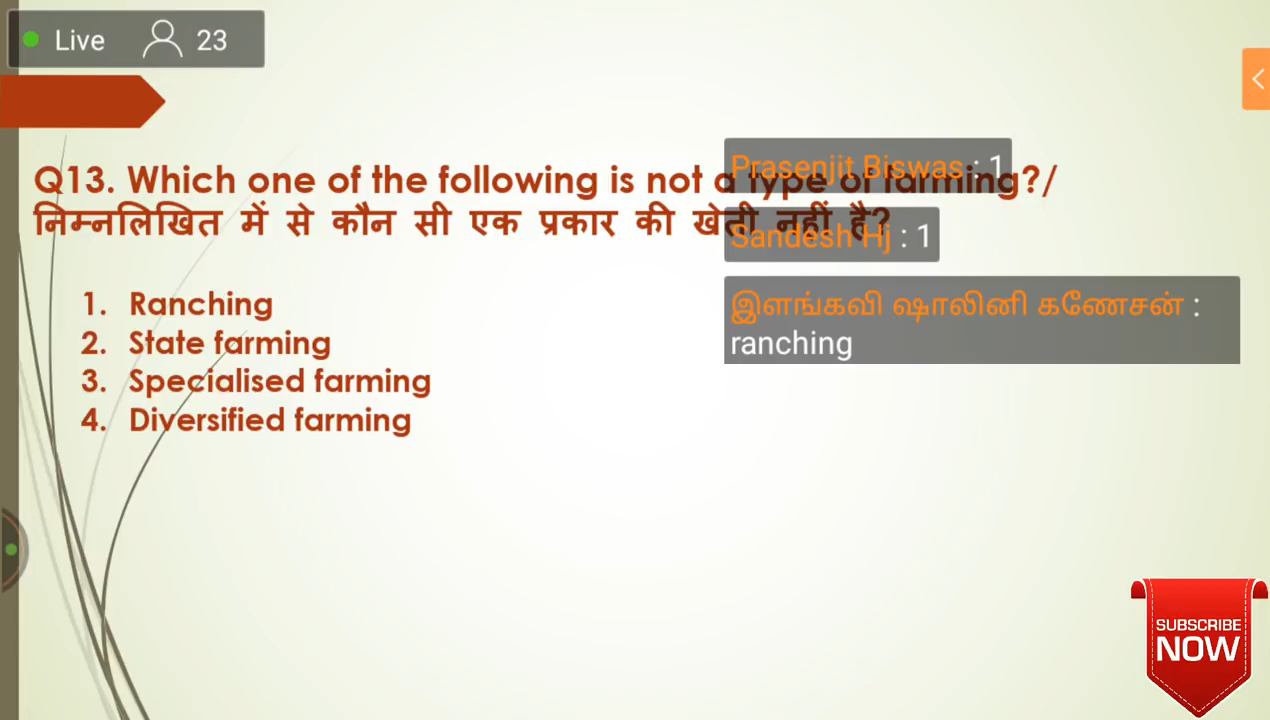 Live 23
Q13. Which one of the following is not a type of farming?/
निम्नलिखित में से कौन सी एक प्रकार की खेती नहीं है?
Prasenjit Biswas : 1
Sandesh Hj : 1
இளங்கவி ஷாலினி கணேசன் :
ranching
1. Ranching
2. State farming
3. Specialised farming
4. Diversified farming
SUBSCRIBE
NOW